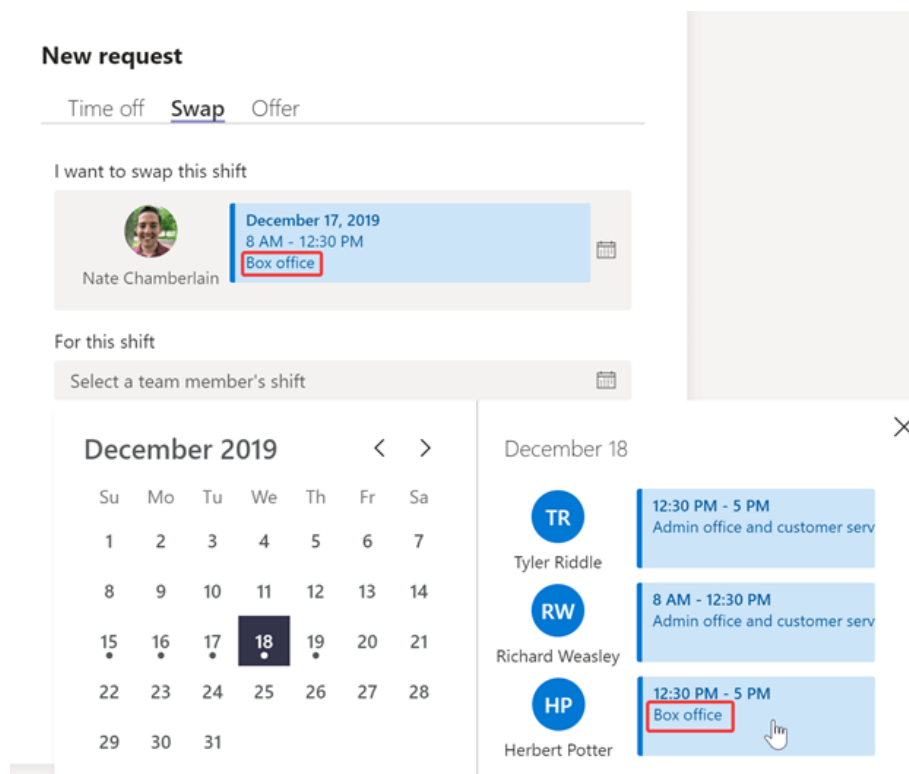 New request
Time off Swap Offer
I want to swap this shift
December 17, 2019
8 AM - 12:30 PM
Box office
Nate Chamberlain
For this shift
Select a team member's shift
December 2019
Su Mo Tu We Th Fr Sa
1 2 3 4 5 6 7
8 9 10 11 12 13 14
15 16 17 18 19 20 21
22 23 24 25 26 27 28
29 30 31
December 18
TR
Tyler Riddle
12:30 PM - 5 PM
Admin office and customer serv
RW
Richard Weasley
8 AM - 12:30 PM
Admin office and customer serv
HP
Herbert Potter
12:30 PM - 5 PM
Box office